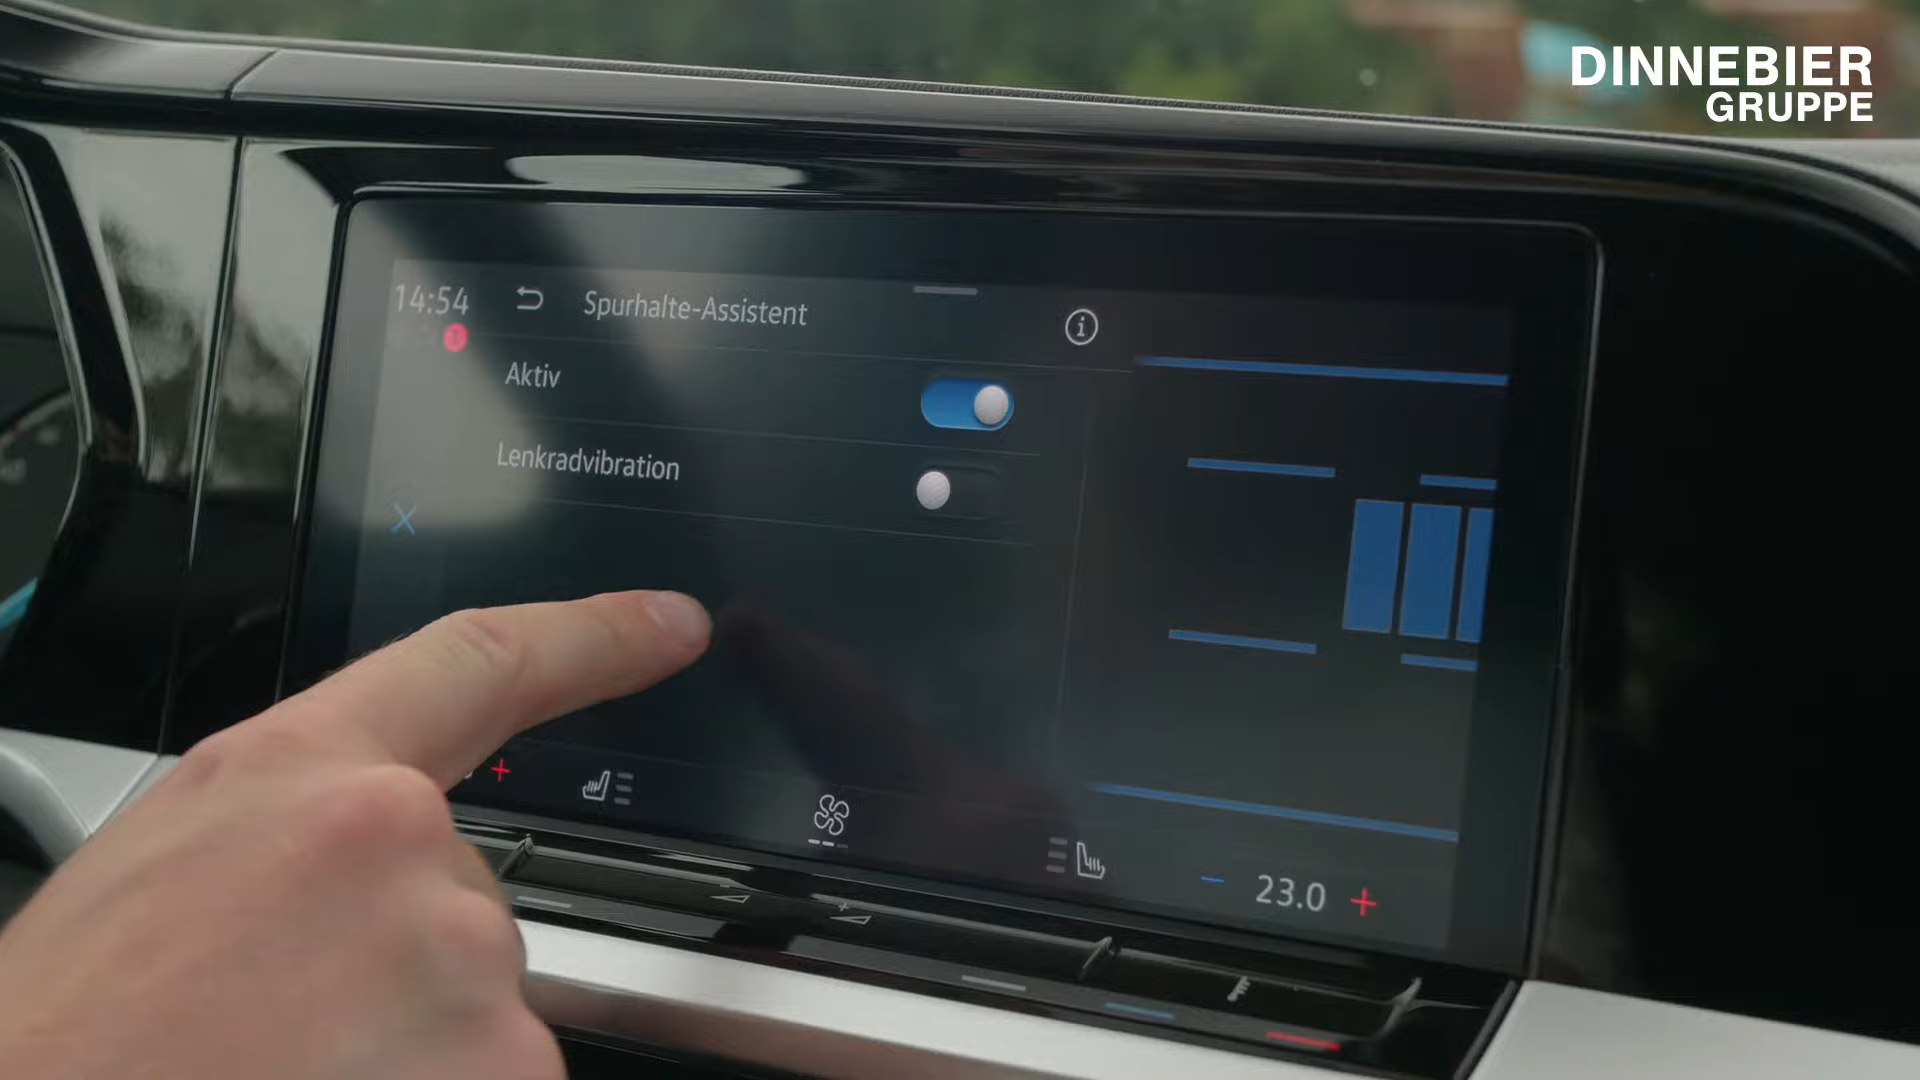 DINNEBIER
GRUPPE
14:54
Spurhalte-Assistent
Aktiv
Lenkradvibration
23.0